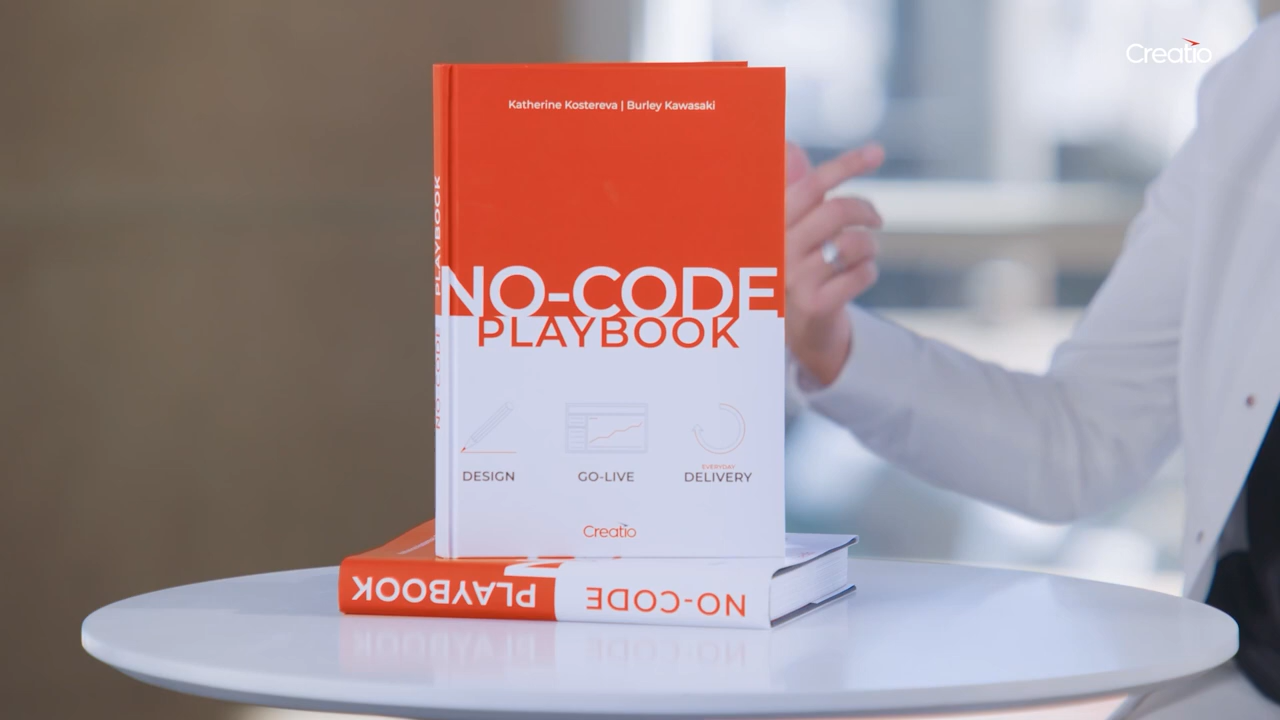 Creatio
Katherine Kostereva | Burley Kawasaki
NO-CODE
PLAYBOOK
NO-CODE PLAYBOOK
DESIGN
GO-LIVE
EVERYDAY
DELIVERY
Creatio
NO-CODE PLAYBOOK